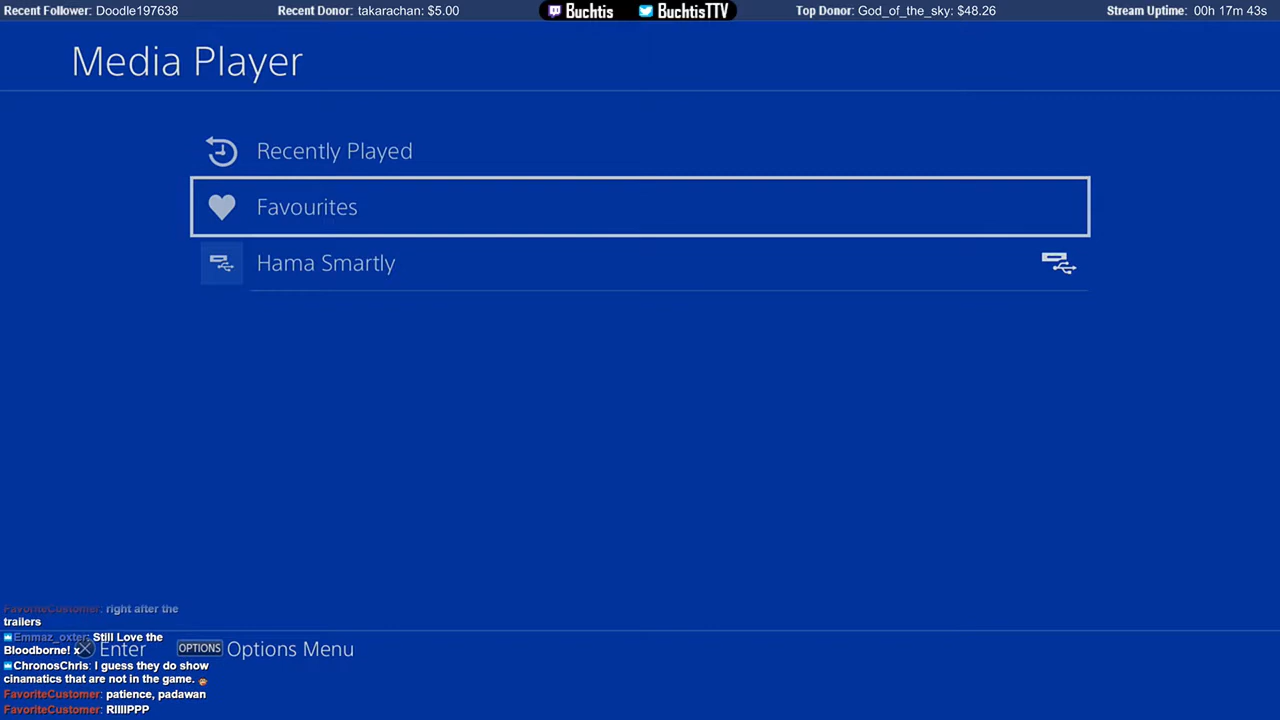 Recent Follower: Doodle197638 Recent Donor: takarachan: $5.00 Buchtis BuchtisTTV Top Donor: God_of_the_sky: $48.26 Stream Uptime: 00h 17m 43s
Media Player
Recently Played
Favourites
Hama Smartly
FavoriteCustomer: right after the
trailers
Emmaz_oxter: Still Love the
Bloodborne! x
Enter OPTIONS Options Menu
ChronosChris: I guess they do show
cinamatics that are not in the game.
FavoriteCustomer: patience, padawan
FavoriteCustomer: RIIIIPPP